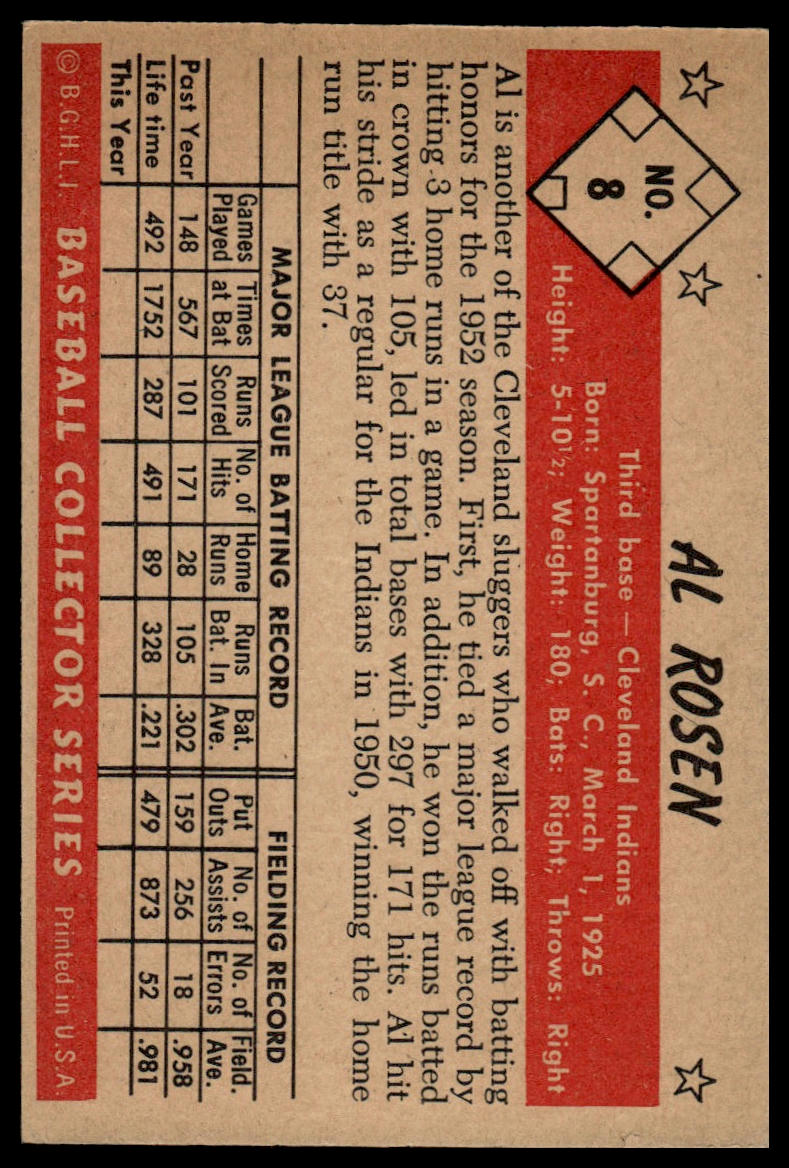 AL ROSEN
NO.
8
Third base — Cleveland Indians
Born: Spartanburg, S. C., March 1, 1925
Height: 5-10½; Weight: 180; Bats: Right; Throws: Right
Al is another of the Cleveland sluggers who walked off with batting
honors for the 1952 season. First, he tied a major league record by
hitting 3 home runs in a game. In addition, he won the runs batted
in crown with 105, led in total bases with 297 for 171 hits. Al hit
his stride as a regular for the Indians in 1950, winning the home
run title with 37.
MAJOR LEAGUE BATTING RECORD FIELDING RECORD
Games Times Runs No. of Home Runs Bat. Put No. of No. of Field.
Played at Bat Scored Hits Runs Bat. In Ave. Outs Assists Errors Ave.
Past Year 148 567 101 171 28 105 .302 159 256 18 .958
Life time 492 1752 287 491 89 328 .221 479 873 52 .981
This Year
© B.G.H.L.I. BASEBALL COLLECTOR SERIES Printed in U.S.A.